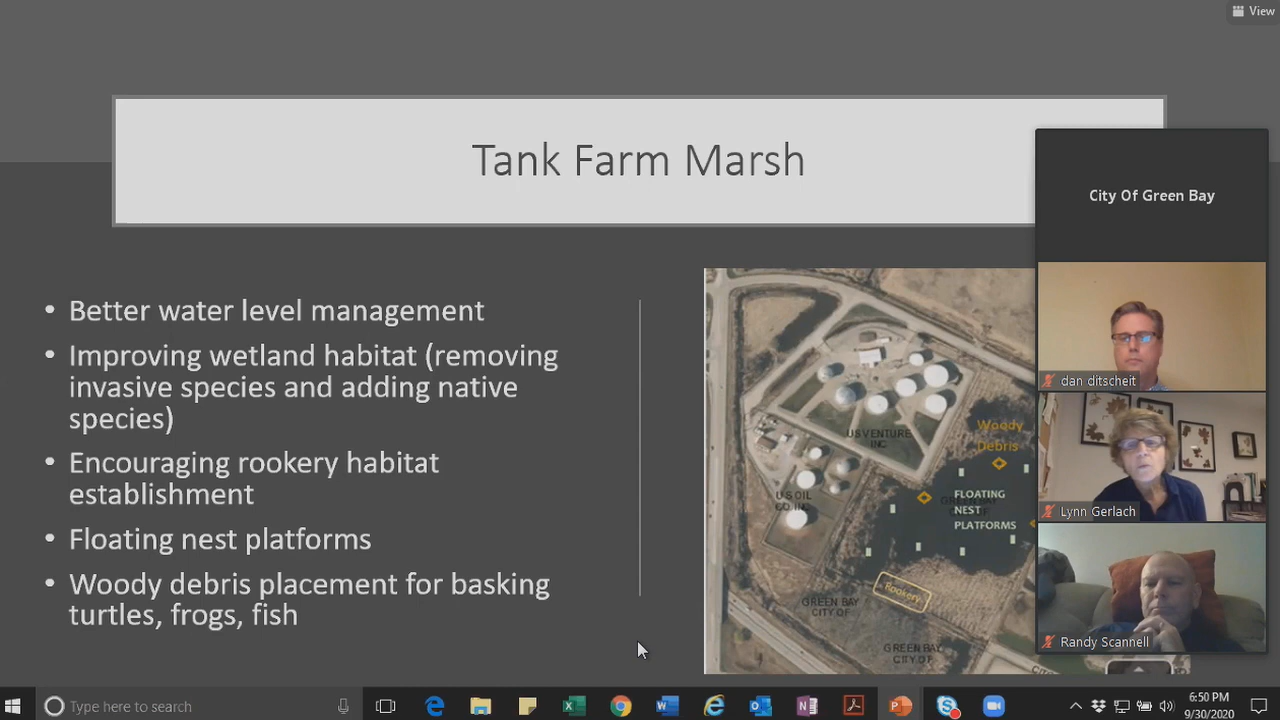 View
Tank Farm Marsh
City Of Green Bay
• Better water level management
• Improving wetland habitat (removing
invasive species and adding native
species)
• Encouraging rookery habitat
establishment
• Floating nest platforms
• Woody debris placement for basking
turtles, frogs, fish
US VENTURE
INC
Woody
Debris
U S OIL
CO INC
FLOATING
NEST
PLATFORMS
Rookery
GREEN BAY
CITY OF
GREEN BAY
CITY OF
dan ditscheit
Lynn Gerlach
Randy Scannell
Type here to search
6:50 PM
9/30/2020